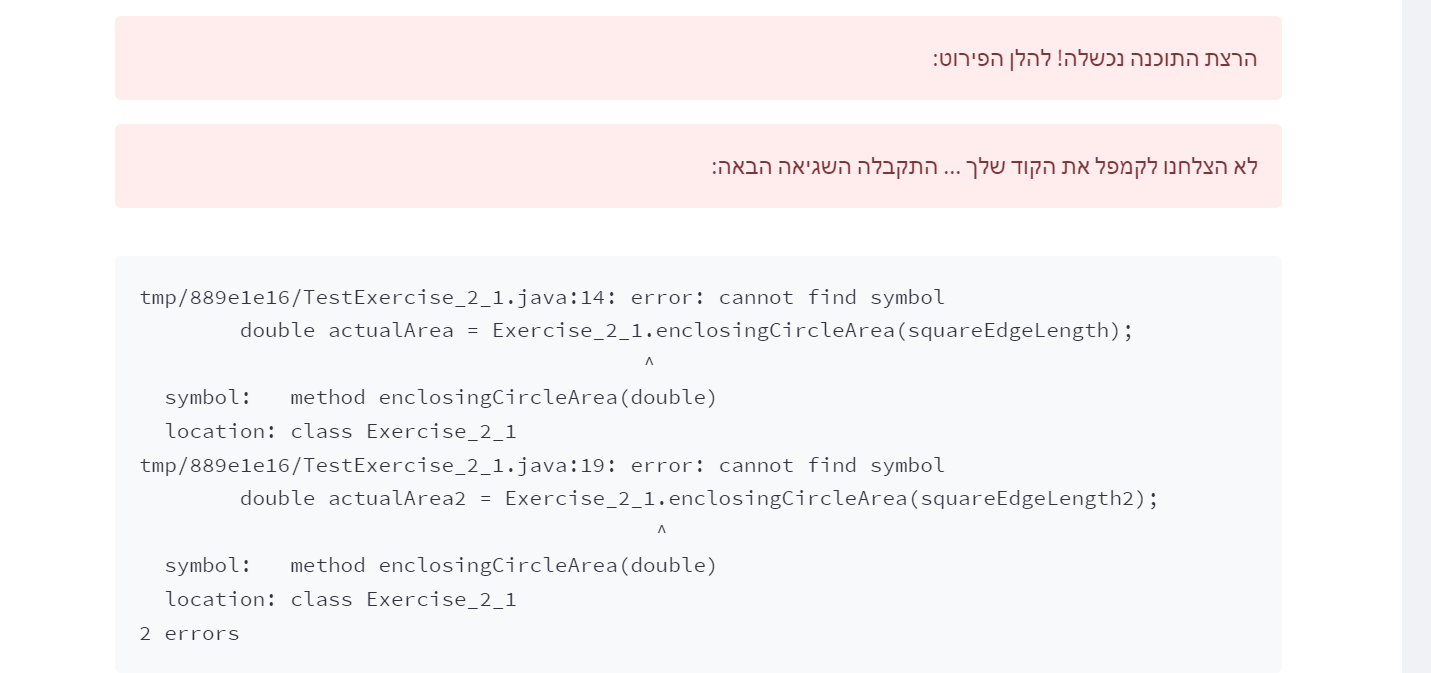 הרצת התוכנה נכשלה! להלן הפירוט:
לא הצלחנו לקמפל את הקוד שלך ... התקבלה השגיאה הבאה:
tmp/889e1e16/TestExercise_2_1.java:14: error: cannot find symbol
        double actualArea = Exercise_2_1.enclosingCircleArea(squareEdgeLength);
                                        ^
  symbol:   method enclosingCircleArea(double)
  location: class Exercise_2_1
tmp/889e1e16/TestExercise_2_1.java:19: error: cannot find symbol
        double actualArea2 = Exercise_2_1.enclosingCircleArea(squareEdgeLength2);
                                         ^
  symbol:   method enclosingCircleArea(double)
  location: class Exercise_2_1
2 errors